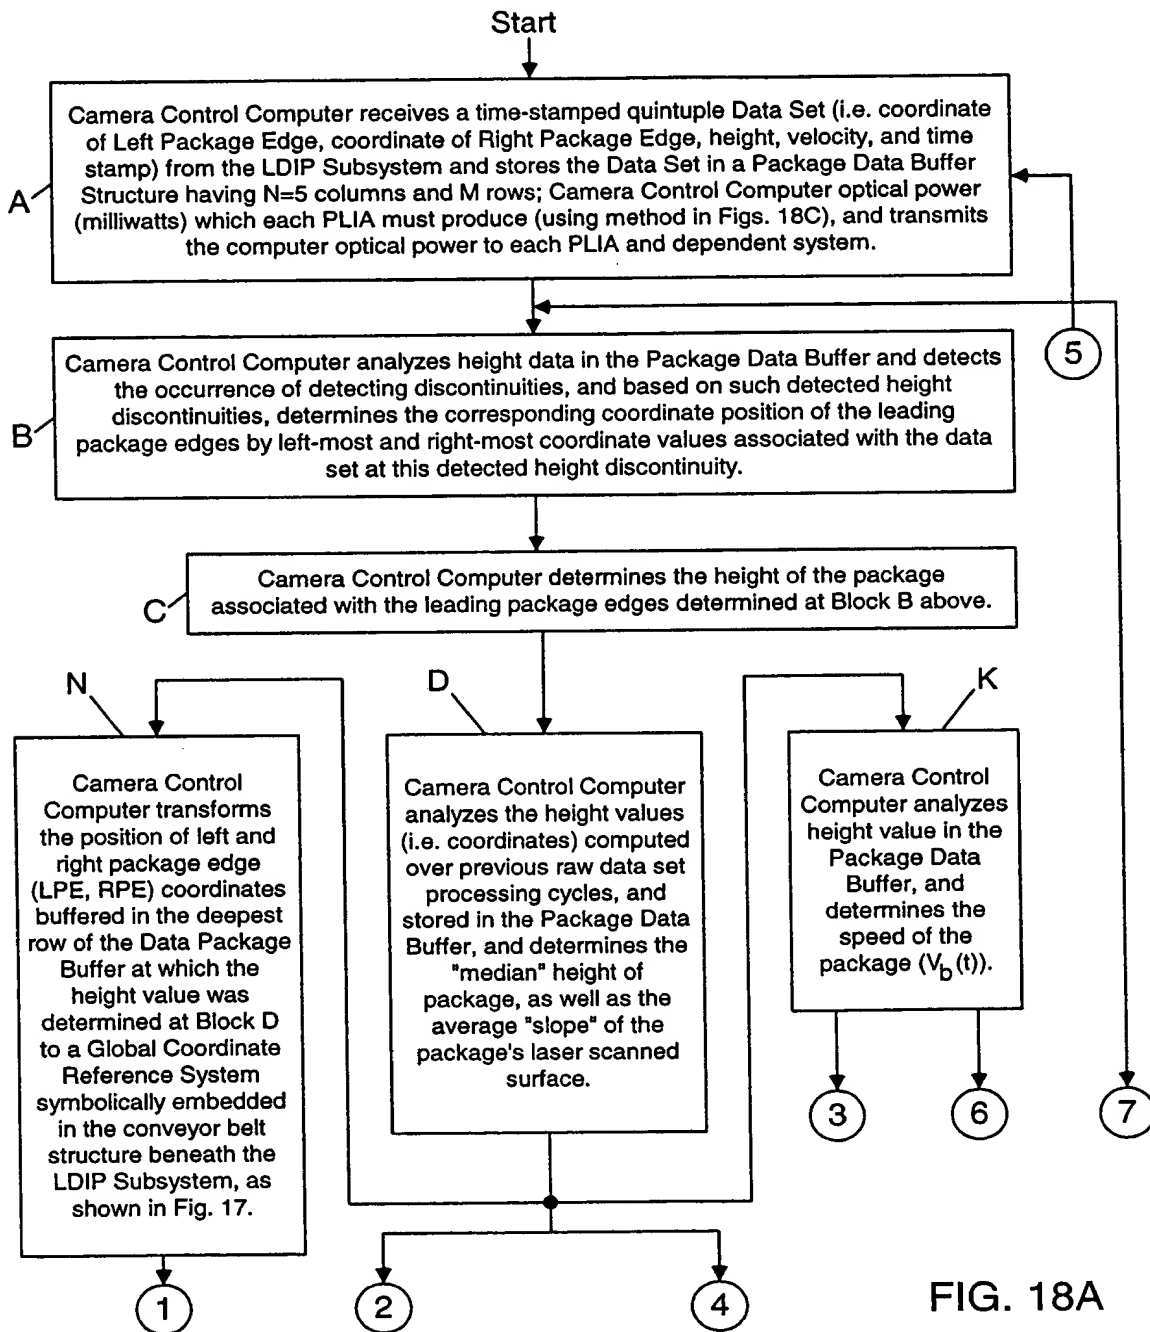 Start
Camera Control Computer receives a time-stamped quintuple Data Set (i.e. coordinate
of Left Package Edge, coordinate of Right Package Edge, height, velocity, and time
stamp) from the LDIP Subsystem and stores the Data Set in a Package Data Buffer
Structure having N=5 columns and M rows; Camera Control Computer optical power
(milliwatts) which each PLIA must produce (using method in Figs. 18C), and transmits
the computer optical power to each PLIA and dependent system.
A
5
Camera Control Computer analyzes height data in the Package Data Buffer and detects
the occurrence of detecting discontinuities, and based on such detected height
discontinuities, determines the corresponding coordinate position of the leading
package edges by left-most and right-most coordinate values associated with the data
set at this detected height discontinuity.
B
Camera Control Computer determines the height of the package
associated with the leading package edges determined at Block B above.
C
N
Camera Control
Computer transforms
the position of left and
right package edge
(LPE, RPE) coordinates
buffered in the deepest
row of the Data Package
Buffer at which the
height value was
determined at Block D
to a Global Coordinate
Reference System
symbolically embedded
in the conveyor belt
structure beneath the
LDIP Subsystem, as
shown in Fig. 17.
D
Camera Control Computer
analyzes the height values
(i.e. coordinates) computed
over previous raw data set
processing cycles, and
stored in the Package Data
Buffer, and determines the
"median" height of
package, as well as the
average "slope" of the
package's laser scanned
surface.
K
Camera Control
Computer analyzes
height value in the
Package Data
Buffer, and
determines the
speed of the
package (V_b(t)).
3
6
7
1
2
4
FIG. 18A